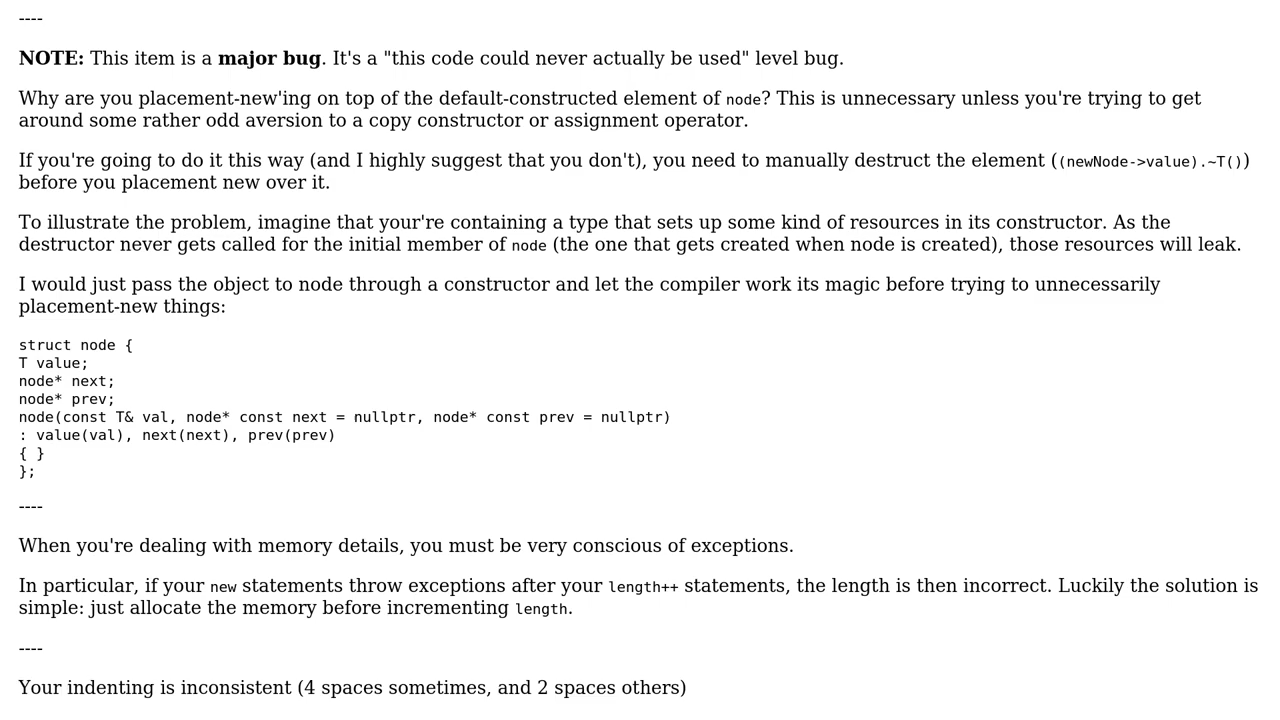 ----
NOTE: This item is a major bug. It's a "this code could never actually be used" level bug.
Why are you placement-new'ing on top of the default-constructed element of node? This is unnecessary unless you're trying to get
around some rather odd aversion to a copy constructor or assignment operator.
If you're going to do it this way (and I highly suggest that you don't), you need to manually destruct the element ((newNode->value).~T())
before you placement new over it.
To illustrate the problem, imagine that your're containing a type that sets up some kind of resources in its constructor. As the
destructor never gets called for the initial member of node (the one that gets created when node is created), those resources will leak.
I would just pass the object to node through a constructor and let the compiler work its magic before trying to unnecessarily
placement-new things:
struct node {
T value;
node* next;
node* prev;
node(const T& val, node* const next = nullptr, node* const prev = nullptr)
: value(val), next(next), prev(prev)
{ }
};
----
When you're dealing with memory details, you must be very conscious of exceptions.
In particular, if your new statements throw exceptions after your length++ statements, the length is then incorrect. Luckily the solution is
simple: just allocate the memory before incrementing length.
----
Your indenting is inconsistent (4 spaces sometimes, and 2 spaces others)